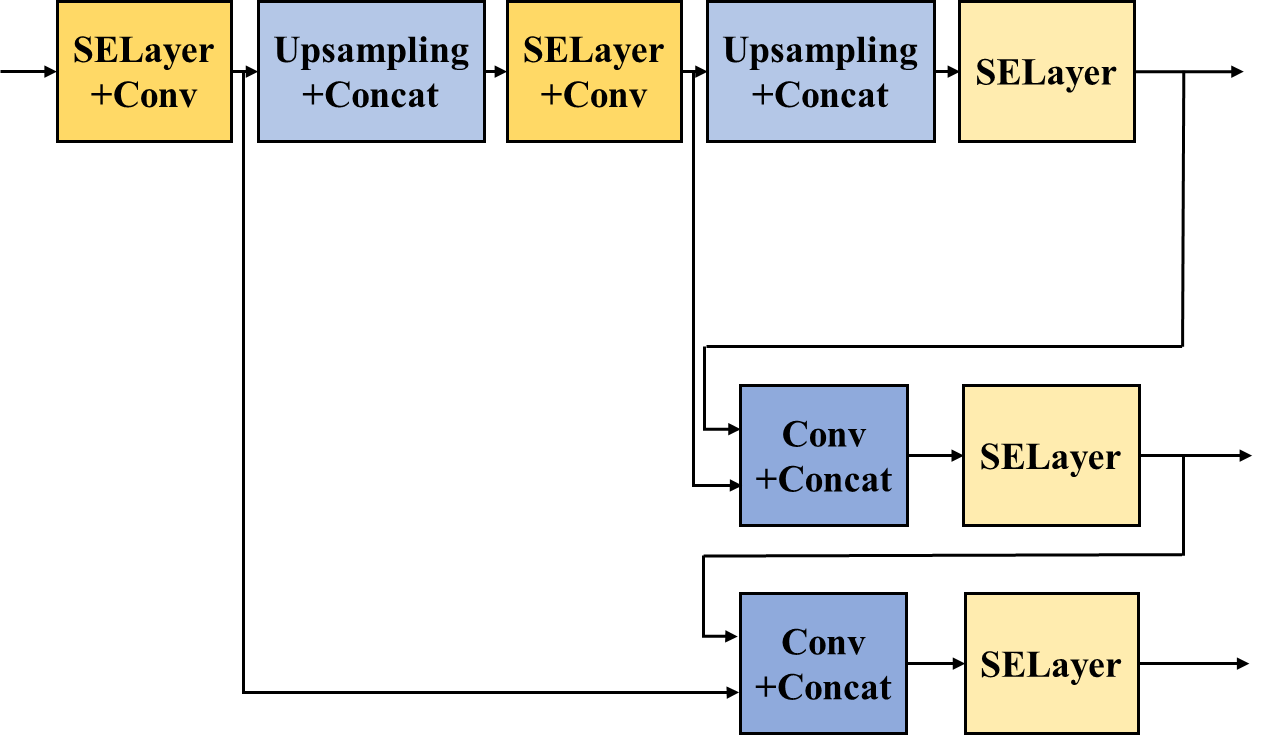 SELayer
+Conv
Upsampling
+Concat
SELayer
+Conv
Upsampling
+Concat
SELayer
Conv
+Concat
SELayer
Conv
+Concat
SELayer